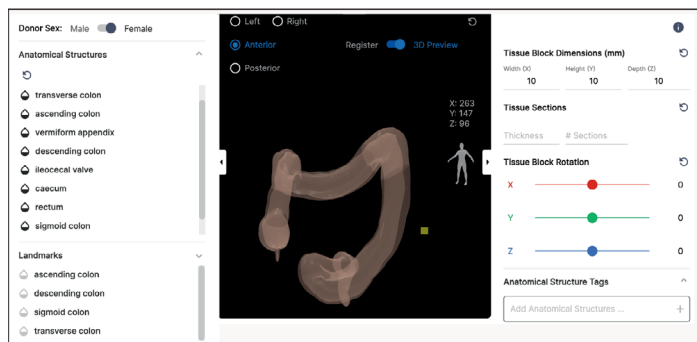 Donor Sex: Male Female
Anatomical Structures
transverse colon
ascending colon
vermiform appendix
descending colon
ileocecal valve
caecum
rectum
sigmoid colon
Landmarks
ascending colon
descending colon
sigmoid colon
transverse colon
Left Right
Anterior Register 3D Preview
Posterior
X: 263
Y: 147
Z: 96
Tissue Block Dimensions (mm)
Width (X) Height (Y) Depth (Z)
10 10 10
Tissue Sections
Thickness # Sections
Tissue Block Rotation
X 0
Y 0
Z 0
Anatomical Structure Tags
Add Anatomical Structures ... +